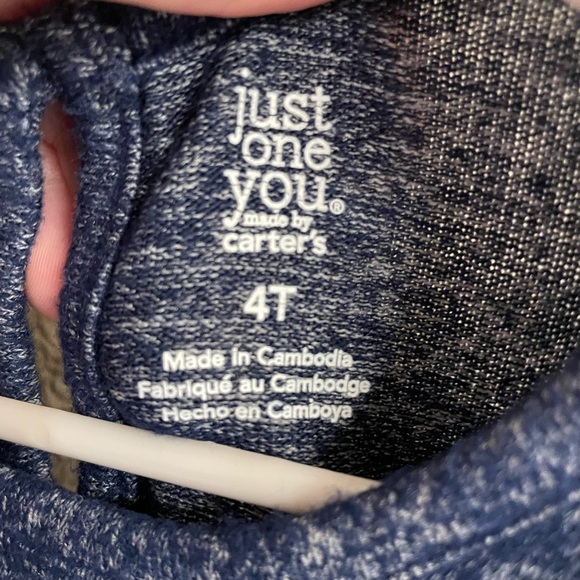 just
one
you®
made by
carter's
4T
Made in Cambodia
Fabriqué au Cambodge
Hecho en Camboya